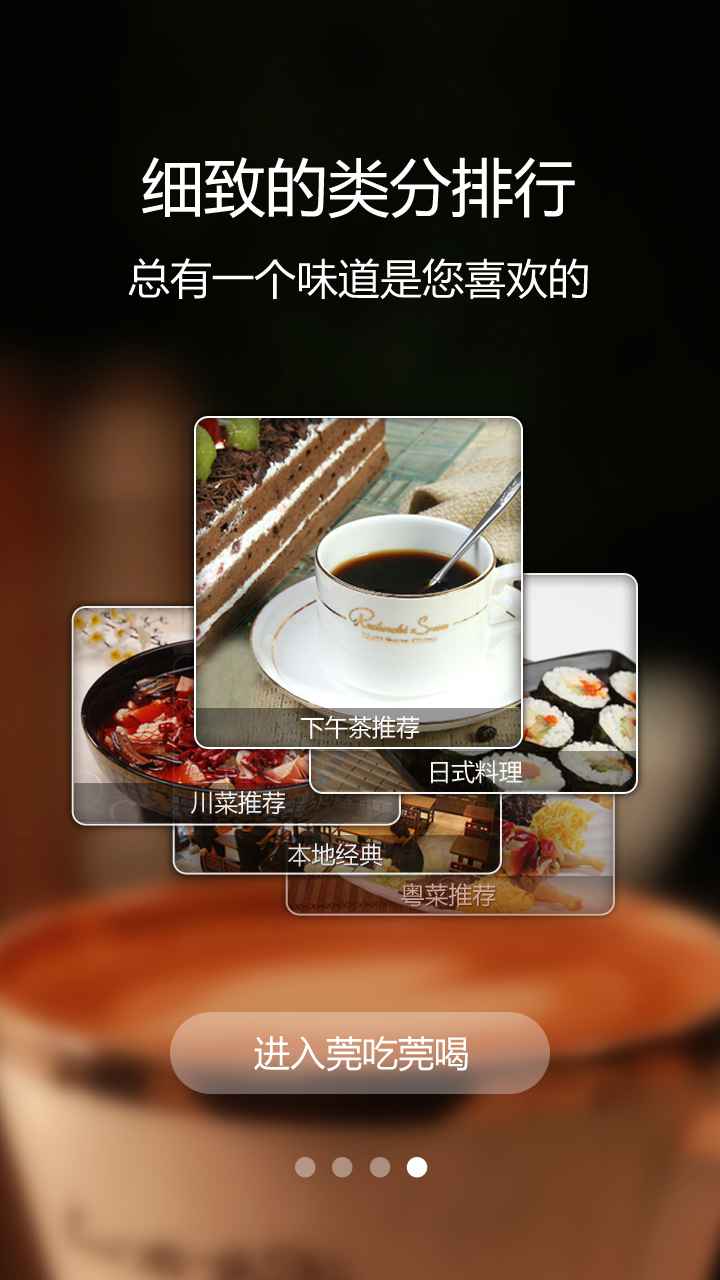 细致的类分排行
总有一个味道是您喜欢的
下午茶推荐
日式料理
川菜推荐
本地经典
粤菜推荐
进入莞吃莞喝